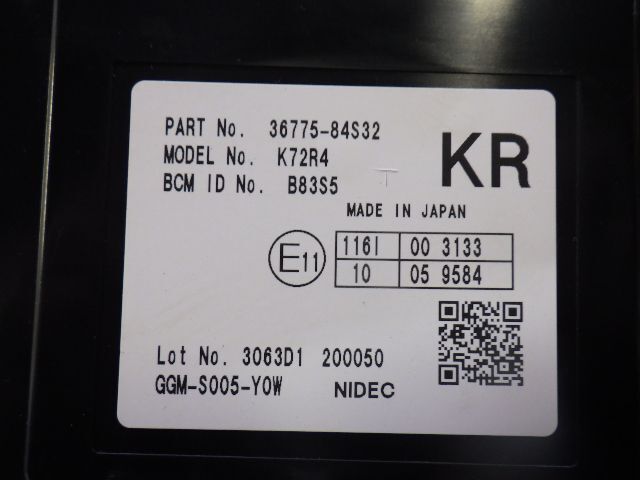 PART No. 36775-84S32
MODEL No. K72R4
BCM ID No. B83S5
KR
MADE IN JAPAN
E11
116I 00 3133
10 05 9584
Lot No. 3063D1 200050
GGM-S005-Y0W NIDEC